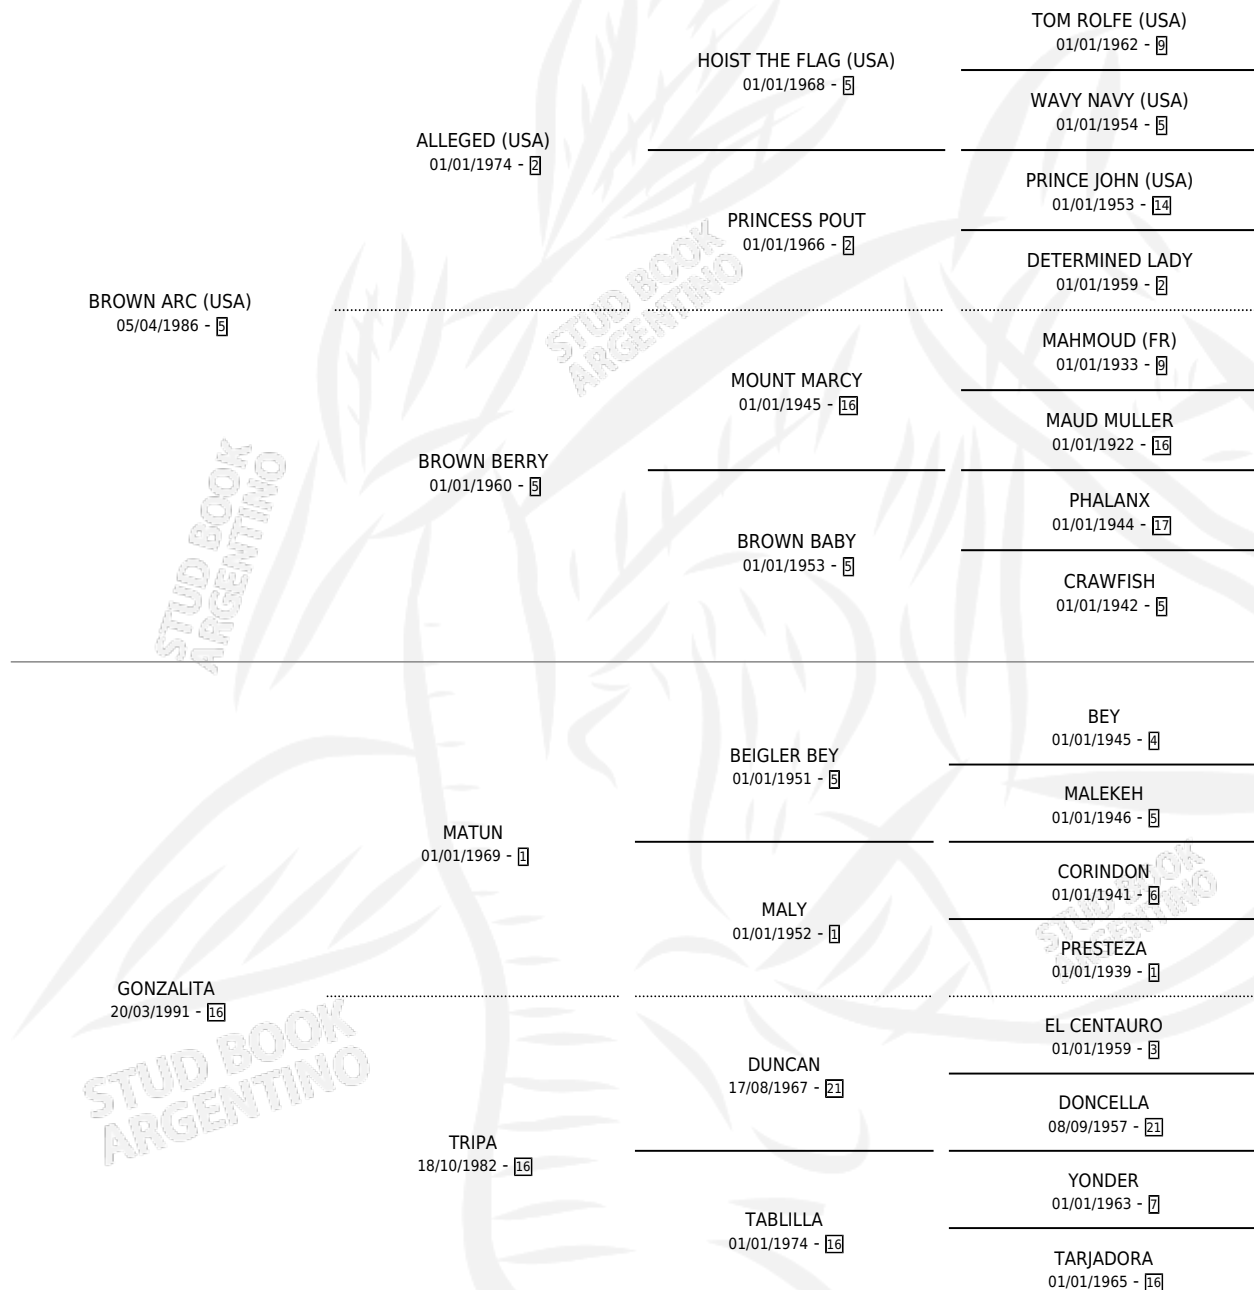 TOM ROLFE (USA)
01/01/1962 - 9
HOIST THE FLAG (USA)
01/01/1968 - 5
WAVY NAVY (USA)
01/01/1954 - 5
ALLEGED (USA)
01/01/1974 - 2
PRINCE JOHN (USA)
01/01/1953 - 14
PRINCESS POUT
01/01/1966 - 2
DETERMINED LADY
01/01/1959 - 2
BROWN ARC (USA)
05/04/1986 - 5
MAHMOUD (FR)
01/01/1933 - 9
MOUNT MARCY
01/01/1945 - 16
MAUD MULLER
01/01/1922 - 16
BROWN BERRY
01/01/1960 - 5
PHALANX
01/01/1944 - 17
BROWN BABY
01/01/1953 - 5
CRAWFISH
01/01/1942 - 5
BEY
01/01/1945 - 4
BEIGLER BEY
01/01/1951 - 5
MALEKEH
01/01/1946 - 5
MATUN
01/01/1969 - 1
CORINDON
01/01/1941 - 6
MALY
01/01/1952 - 1
PRESTEZA
01/01/1939 - 1
GONZALITA
20/03/1991 - 16
EL CENTAURO
01/01/1959 - 3
DUNCAN
17/08/1967 - 21
DONCELLA
08/09/1957 - 21
TRIPA
18/10/1982 - 16
YONDER
01/01/1963 - 7
TABLILLA
01/01/1974 - 16
TARJADORA
01/01/1965 - 16
STUD BOOK
ARGENTINO
STUD BOOK
ARGENTINO
STUD BOOK
ARGENTINO
STUD BOOK
ARGENTINO